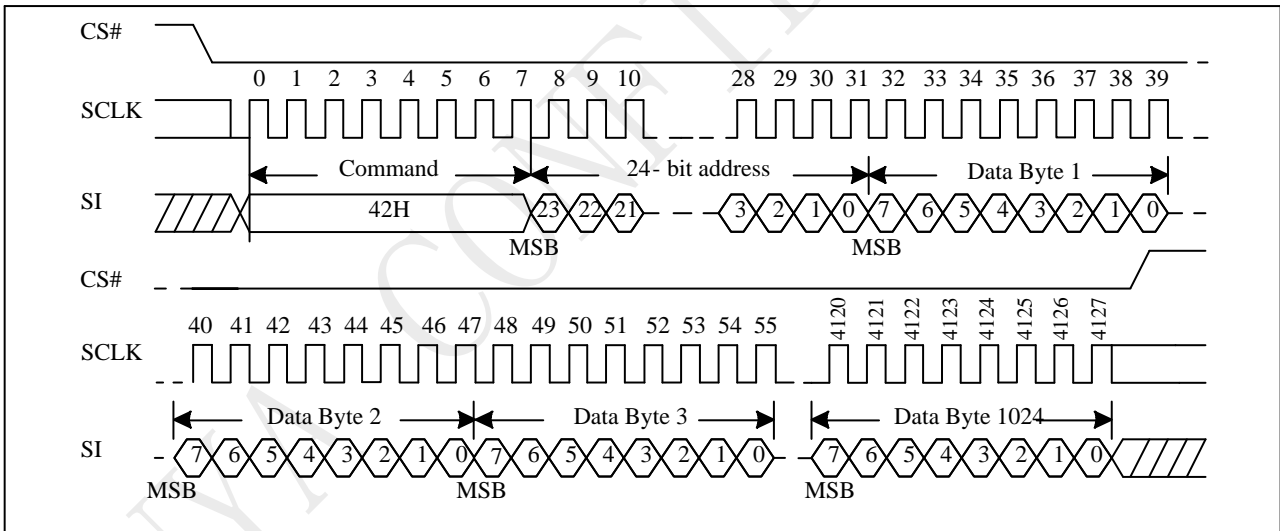 CS#
0 1 2 3 4 5 6 7 8 9 10 28 29 30 31 32 33 34 35 36 37 38 39
SCLK
Command 24- bit address Data Byte 1
SI 42H 23 22 21 3 2 1 0 7 6 5 4 3 2 1 0
MSB MSB
CS#
40 41 42 43 44 45 46 47 48 49 50 51 52 53 54 55 4120 4121 4122 4123 4124 4125 4126 4127
SCLK
Data Byte 2 Data Byte 3 Data Byte 1024
SI 7 6 5 4 3 2 1 0 7 6 5 4 3 2 1 0 7 6 5 4 3 2 1 0
MSB MSB MSB